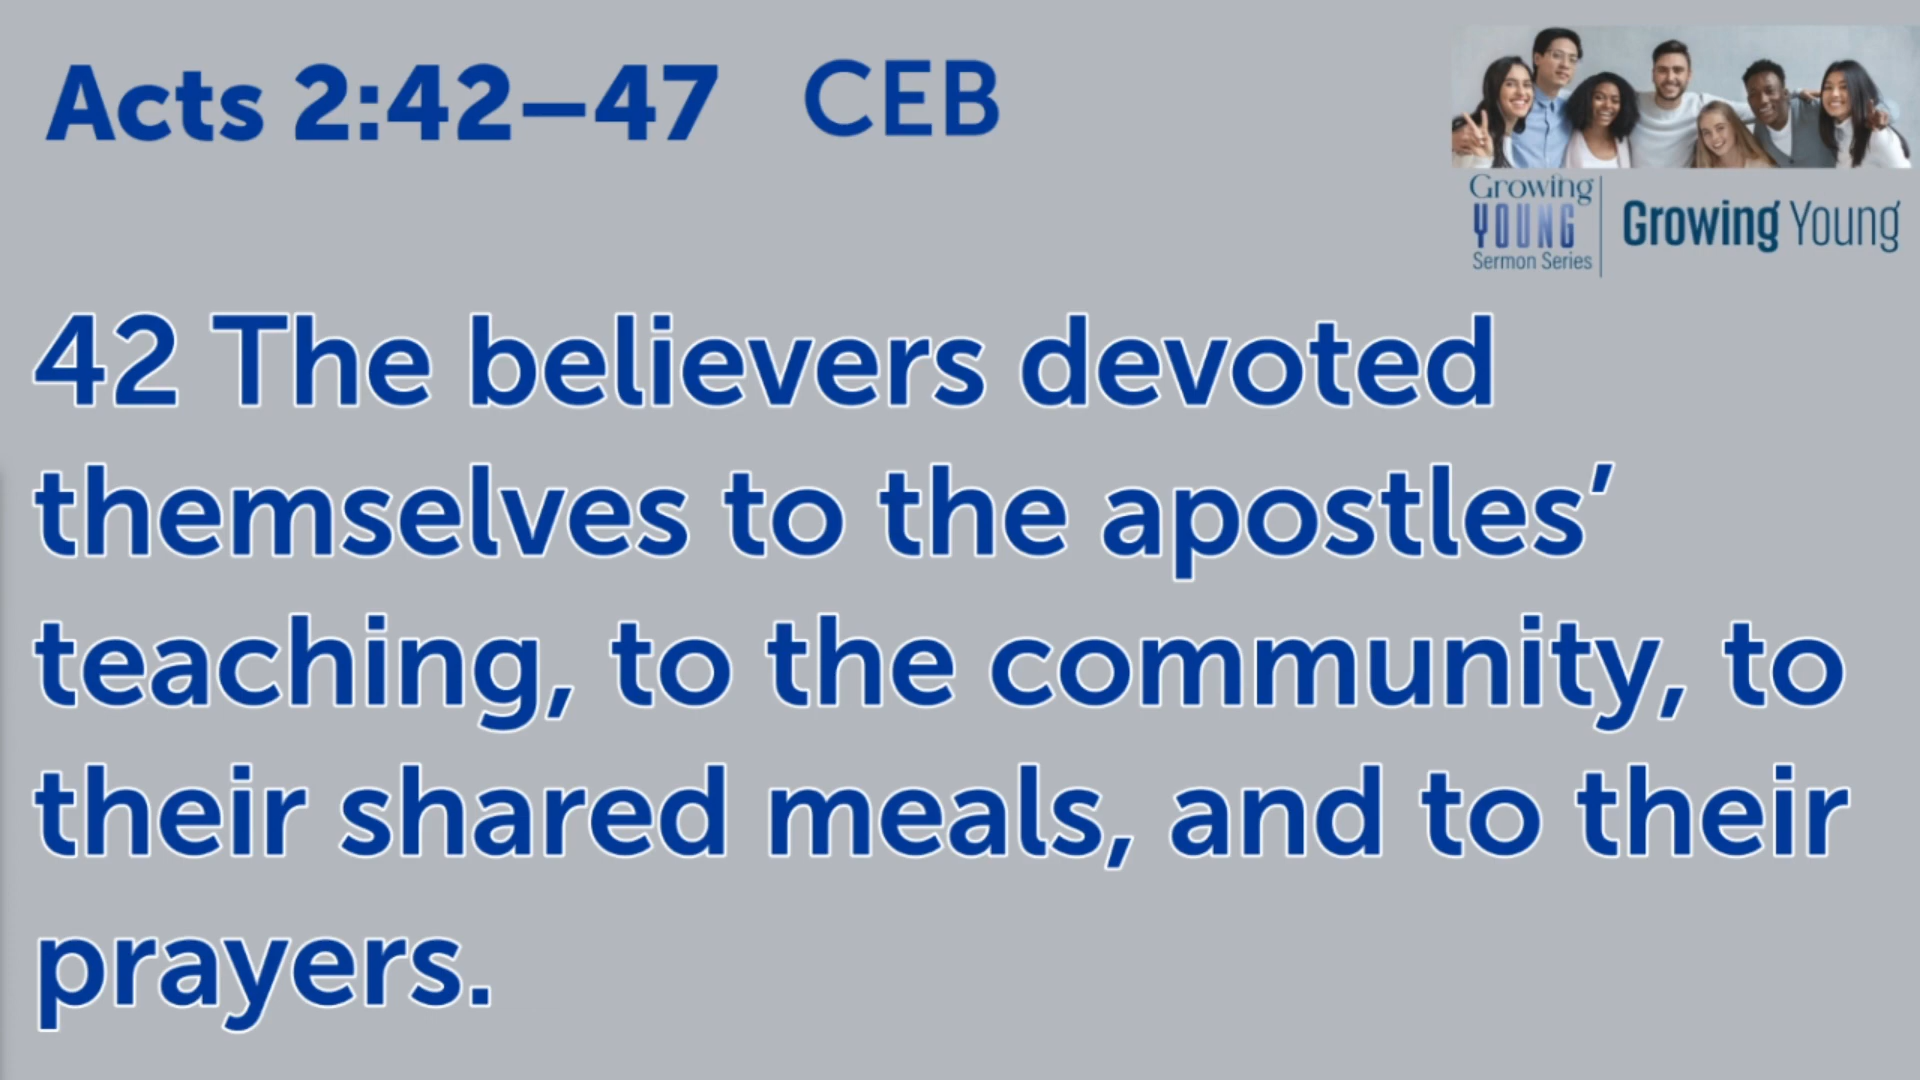 Acts 2:42–47 CEB
Growing
YOUNG
Sermon Series
Growing Young
42 The believers devoted
themselves to the apostles’
teaching, to the community, to
their shared meals, and to their
prayers.